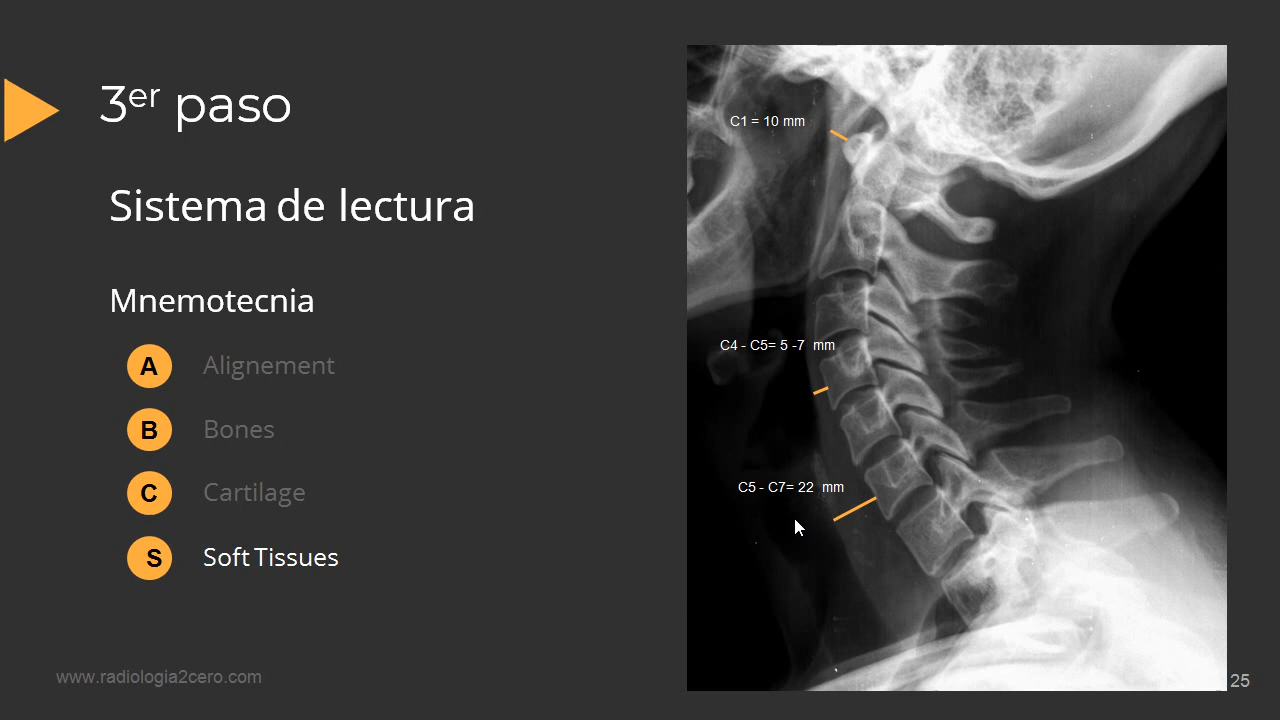 3er paso
Sistema de lectura
Mnemotecnia
A Alignement
B Bones
C Cartilage
S Soft Tissues
C1 = 10 mm
C4 - C5= 5 -7 mm
C5 - C7= 22 mm
www.radiologia2cero.com
25